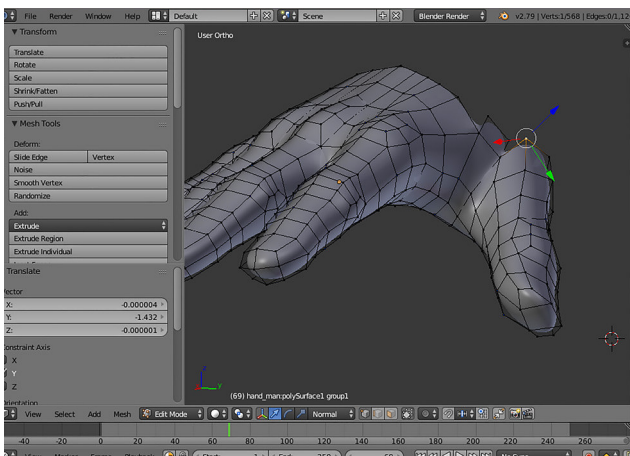 File Render Window Help Default Scene Blender Render v2.79 | Verts:1/568 | Edges:0/1,12
Transform
User Ortho
Translate
Rotate
Scale
Shrink/Fatten
Push/Pull
Mesh Tools
Deform:
Slide Edge Vertex
Noise
Smooth Vertex
Randomize
Add:
Extrude
Extrude Region
Extrude Individual
Translate
Vector
X: -0.000004
Y: -1.432
Z: -0.000001
Constraint Axis
X
Y
Z
z
y
(69) hand_man:polySurface1 group1
Orientation
View Select Add Mesh Edit Mode Normal
-40 -20 0 20 40 60 80 100 120 140 160 180 200 220 240 260